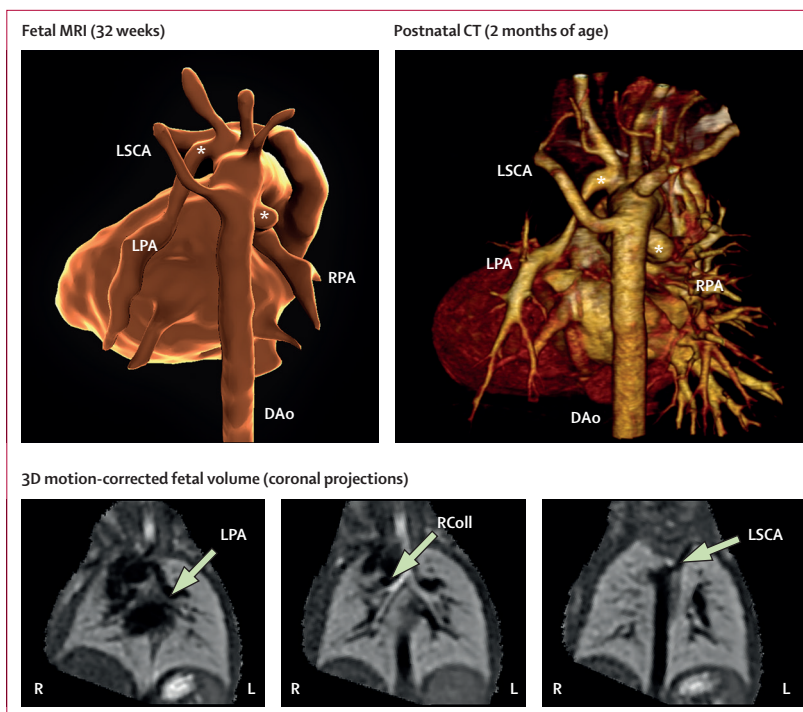 Fetal MRI (32 weeks)
Postnatal CT (2 months of age)
LSCA
*
*
LPA
RPA
DAo
LSCA
*
*
LPA
RPA
DAo
3D motion-corrected fetal volume (coronal projections)
LPA
R
L
RColl
R
L
LSCA
R
L